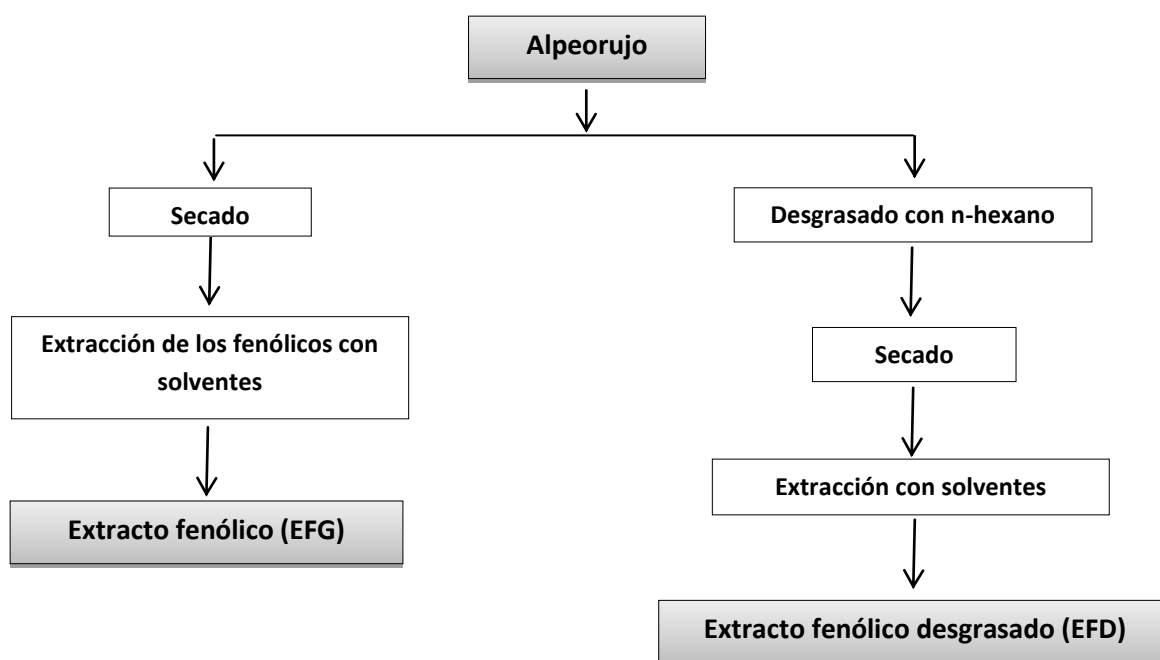 Alpeorujo
Secado
Extracción de los fenólicos con
solventes
Extracto fenólico (EFG)
Desgrasado con n-hexano
Secado
Extracción con solventes
Extracto fenólico desgrasado (EFD)